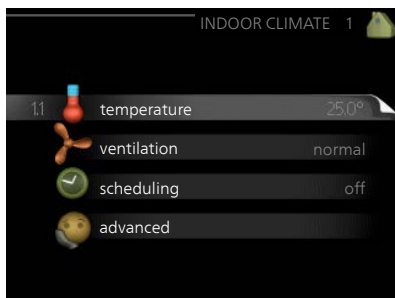 INDOOR CLIMATE 1
1.1 temperature 25.0°
ventilation normal
scheduling off
advanced